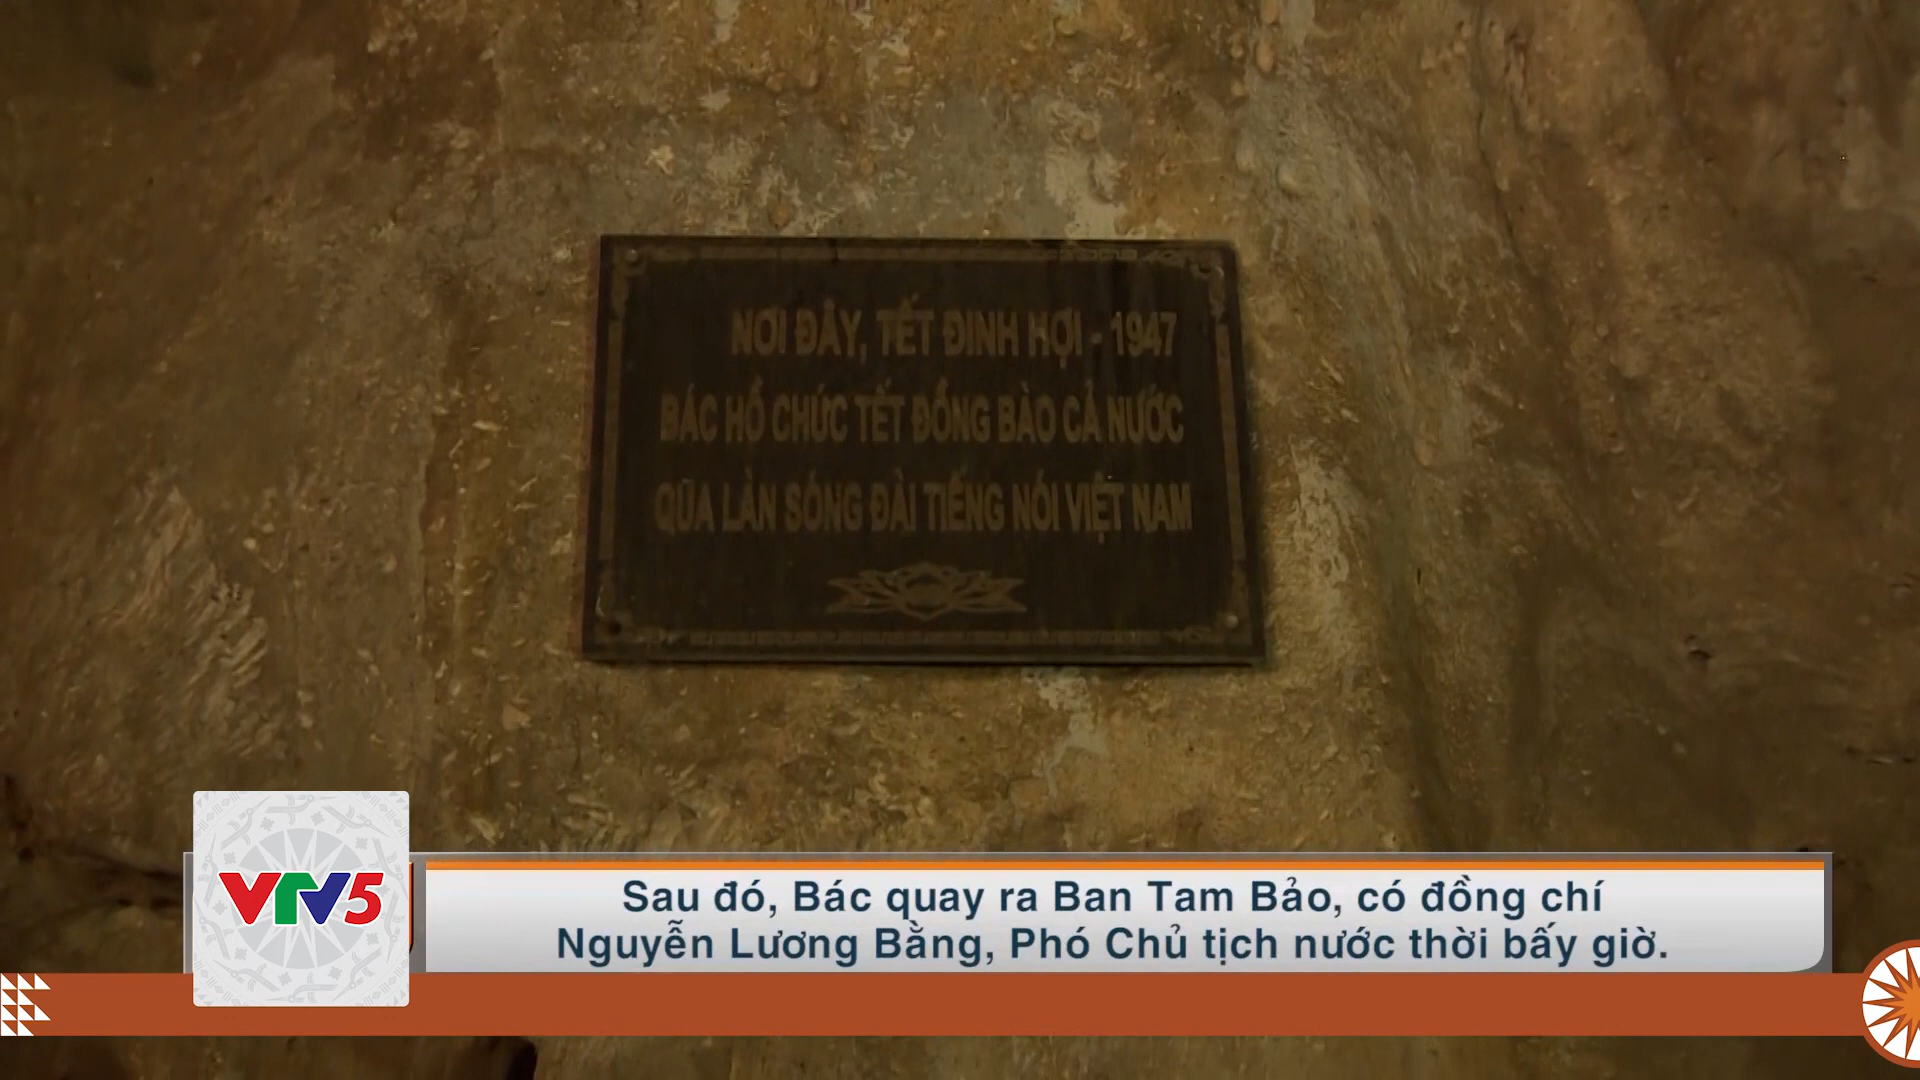 NƠI ĐÂY, TẾT ĐINH HỢI - 1947
BÁC HỒ CHÚC TẾT ĐỒNG BÀO CẢ NƯỚC
QUA LÀN SÓNG ĐÀI TIẾNG NÓI VIỆT NAM
VTV5
Sau đó, Bác quay ra Ban Tam Bảo, có đồng chí
Nguyễn Lương Bằng, Phó Chủ tịch nước thời bấy giờ.